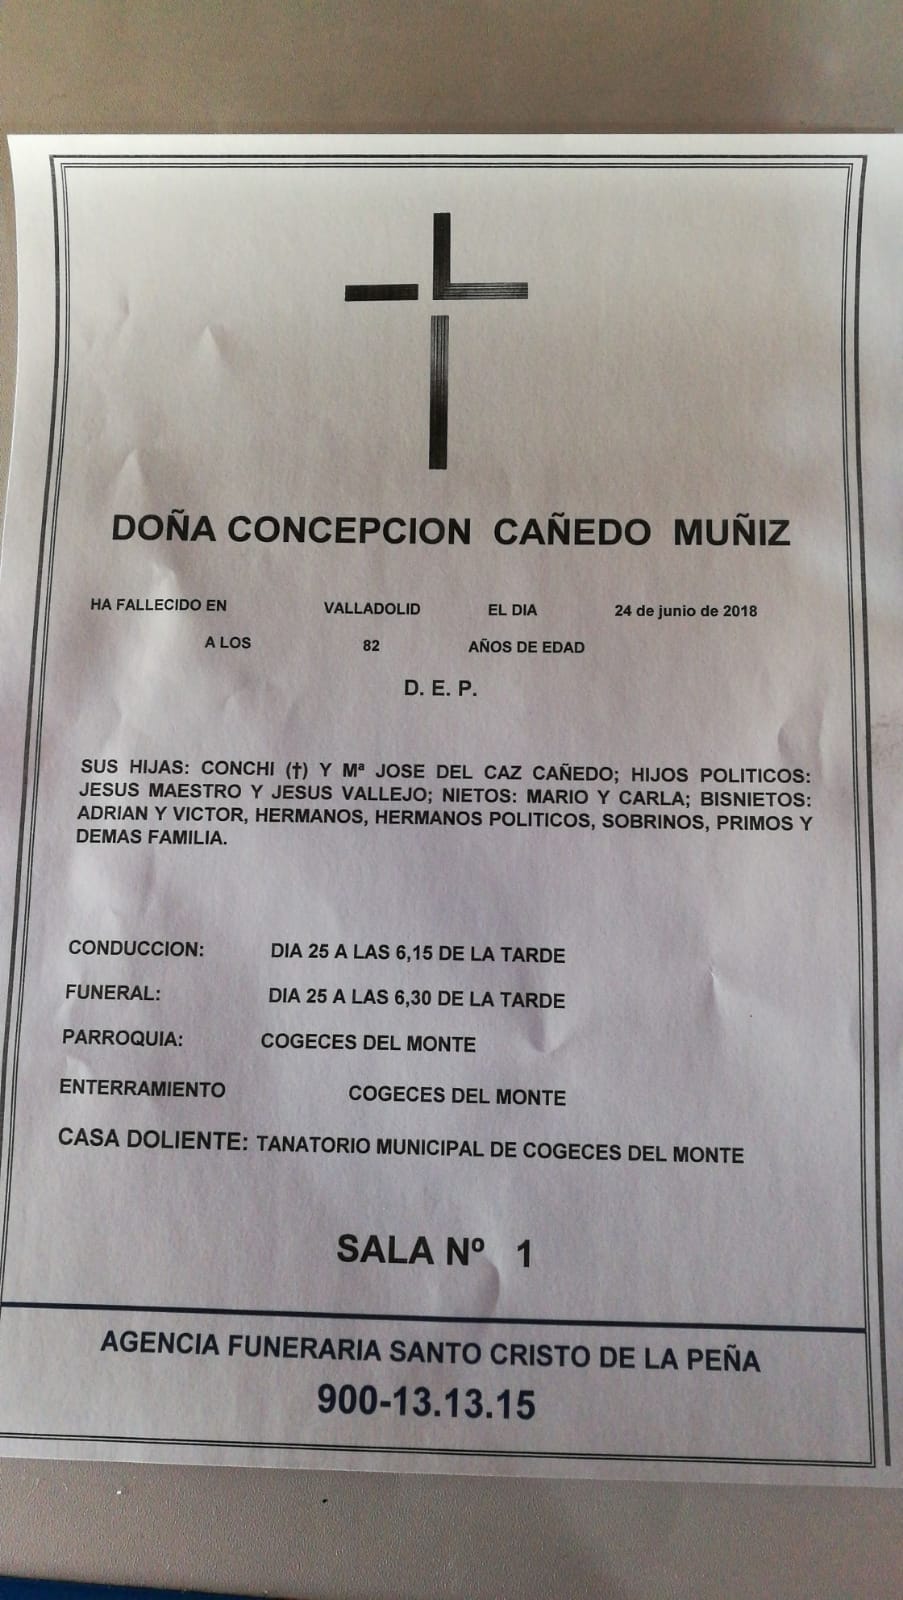 DOÑA CONCEPCION CAÑEDO MUÑIZ
HA FALLECIDO EN VALLADOLID EL DIA 24 de junio de 2018
A LOS 82 AÑOS DE EDAD
D. E. P.
SUS HIJAS: CONCHI (†) Y Mª JOSE DEL CAZ CAÑEDO; HIJOS POLITICOS:
JESUS MAESTRO Y JESUS VALLEJO; NIETOS: MARIO Y CARLA; BISNIETOS:
ADRIAN Y VICTOR, HERMANOS, HERMANOS POLITICOS, SOBRINOS, PRIMOS Y
DEMAS FAMILIA.
CONDUCCION: DIA 25 A LAS 6,15 DE LA TARDE
FUNERAL: DIA 25 A LAS 6,30 DE LA TARDE
PARROQUIA: COGECES DEL MONTE
ENTERRAMIENTO COGECES DEL MONTE
CASA DOLIENTE: TANATORIO MUNICIPAL DE COGECES DEL MONTE
SALA Nº 1
AGENCIA FUNERARIA SANTO CRISTO DE LA PEÑA
900-13.13.15